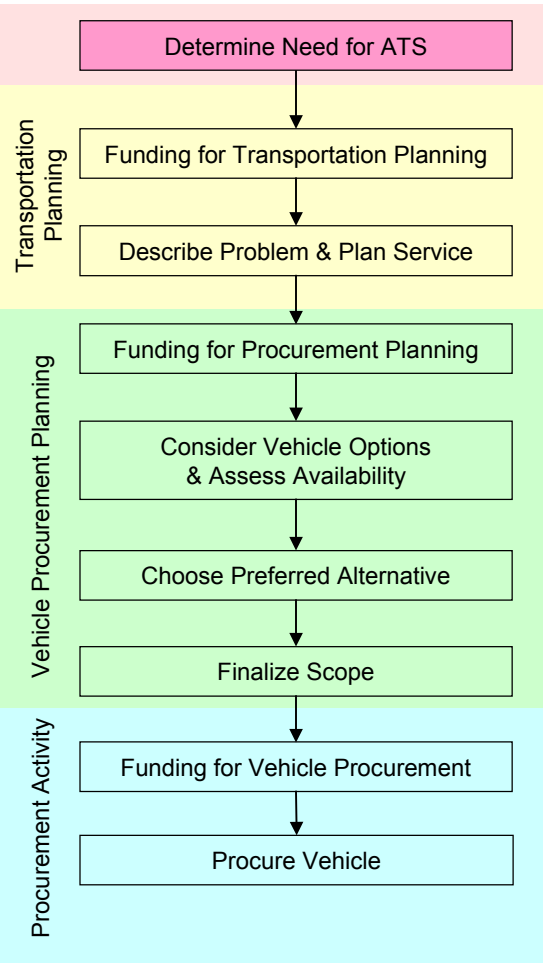 Determine Need for ATS
Transportation
Planning
Funding for Transportation Planning
Describe Problem & Plan Service
Vehicle Procurement Planning
Funding for Procurement Planning
Consider Vehicle Options
& Assess Availability
Choose Preferred Alternative
Finalize Scope
Procurement Activity
Funding for Vehicle Procurement
Procure Vehicle